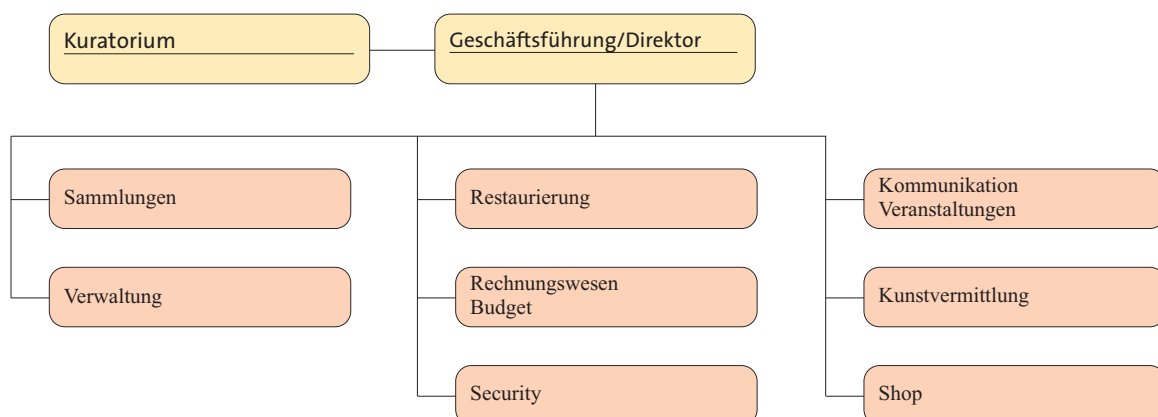 Kuratorium
Geschäftsführung/Direktor
Sammlungen
Restaurierung
Kommunikation
Veranstaltungen
Verwaltung
Rechnungswesen
Budget
Kunstvermittlung
Security
Shop